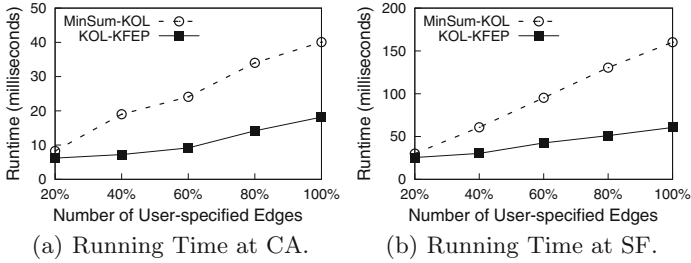 50
40
30
20
10
0
Runtime (milliseconds)
MinSum-KOL
KOL-KFEP
20% 40% 60% 80% 100%
Number of User-specified Edges
(a) Running Time at CA.
200
150
100
50
0
Runtime (milliseconds)
MinSum-KOL
KOL-KFEP
20% 40% 60% 80% 100%
Number of User-specified Edges
(b) Running Time at SF.